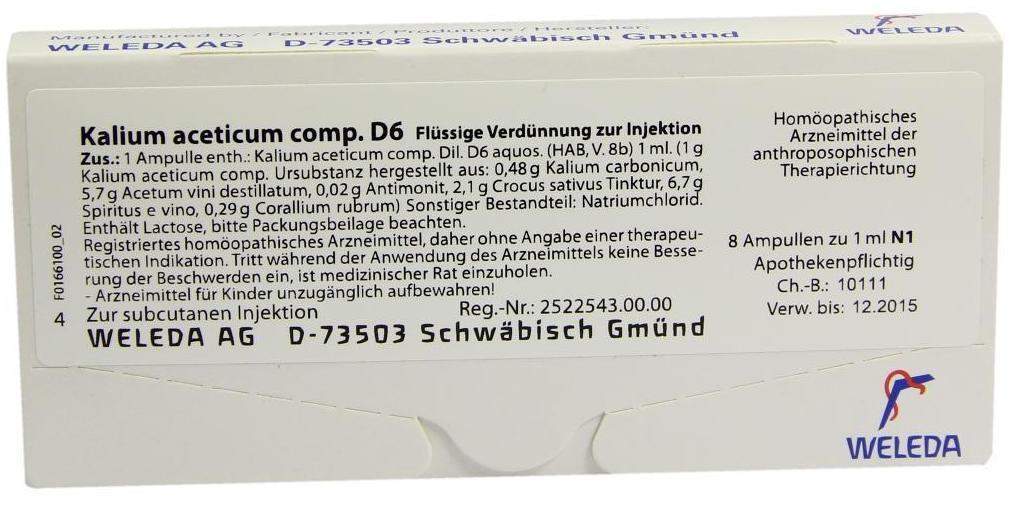 Manufactured by / Fabricant / Produttore / Hersteller:
WELEDA AG D-73503 Schwäbisch Gmünd
WELEDA
Kalium aceticum comp. D6 Flüssige Verdünnung zur Injektion
Zus.: 1 Ampulle enth.: Kalium aceticum comp. Dil. D6 aquos. (HAB, V. 8b) 1 ml. (1 g
Kalium aceticum comp. Ursubstanz hergestellt aus: 0,48 g Kalium carbonicum,
5,7 g Acetum vini destillatum, 0,02 g Antimonit, 2,1 g Crocus sativus Tinktur, 6,7 g
Spiritus e vino, 0,29 g Corallium rubrum) Sonstiger Bestandteil: Natriumchlorid.
Enthält Lactose, bitte Packungsbeilage beachten.
Registriertes homöopathisches Arzneimittel, daher ohne Angabe einer therapeu-
tischen Indikation. Tritt während der Anwendung des Arzneimittels keine Besse-
rung der Beschwerden ein, ist medizinischer Rat einzuholen.
- Arzneimittel für Kinder unzugänglich aufbewahren!
Zur subcutanen Injektion Reg.-Nr.: 2522543.00.00
WELEDA AG D-73503 Schwäbisch Gmünd
F0166100_02
4
Homöopathisches
Arzneimittel der
anthroposophischen
Therapierichtung
8 Ampullen zu 1 ml N1
Apothekenpflichtig
Ch.-B.: 10111
Verw. bis: 12.2015
WELEDA